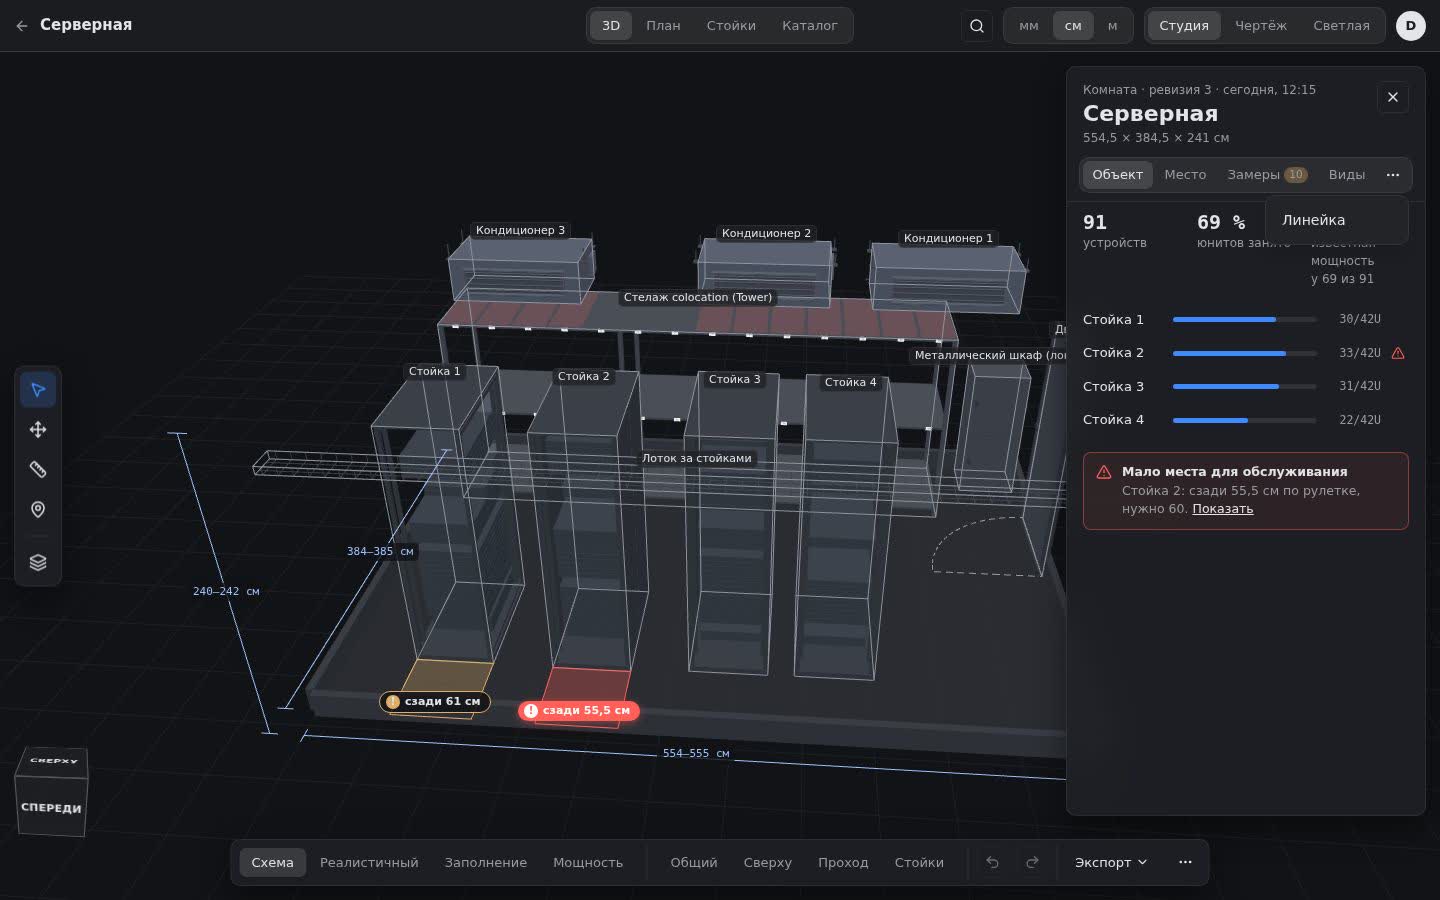 Серверная
3D
План
Стойки
Каталог
мм
см
м
Студия
Чертёж
Светлая
D
Комната · ревизия 3 · сегодня, 12:15
Серверная
554,5 × 384,5 × 241 см
Объект
Место
Замеры 10
Виды
Линейка
91
устройств
69 %
юнитов занято
известная
мощность
у 69 из 91
Стойка 1
30/42U
Стойка 2
33/42U
Стойка 3
31/42U
Стойка 4
22/42U
Мало места для обслуживания
Стойка 2: сзади 55,5 см по рулетке,
нужно 60. Показать
Кондиционер 3
Кондиционер 2
Кондиционер 1
Стелаж colocation (Tower)
Металлический шкаф
Стойка 1
Стойка 2
Стойка 3
Стойка 4
Лоток за стойками
384–385 см
240–242 см
сзади 61 см
сзади 55,5 см
554–555 см
СВЕРХУ
СПЕРЕДИ
Схема
Реалистичный
Заполнение
Мощность
Общий
Сверху
Проход
Стойки
Экспорт